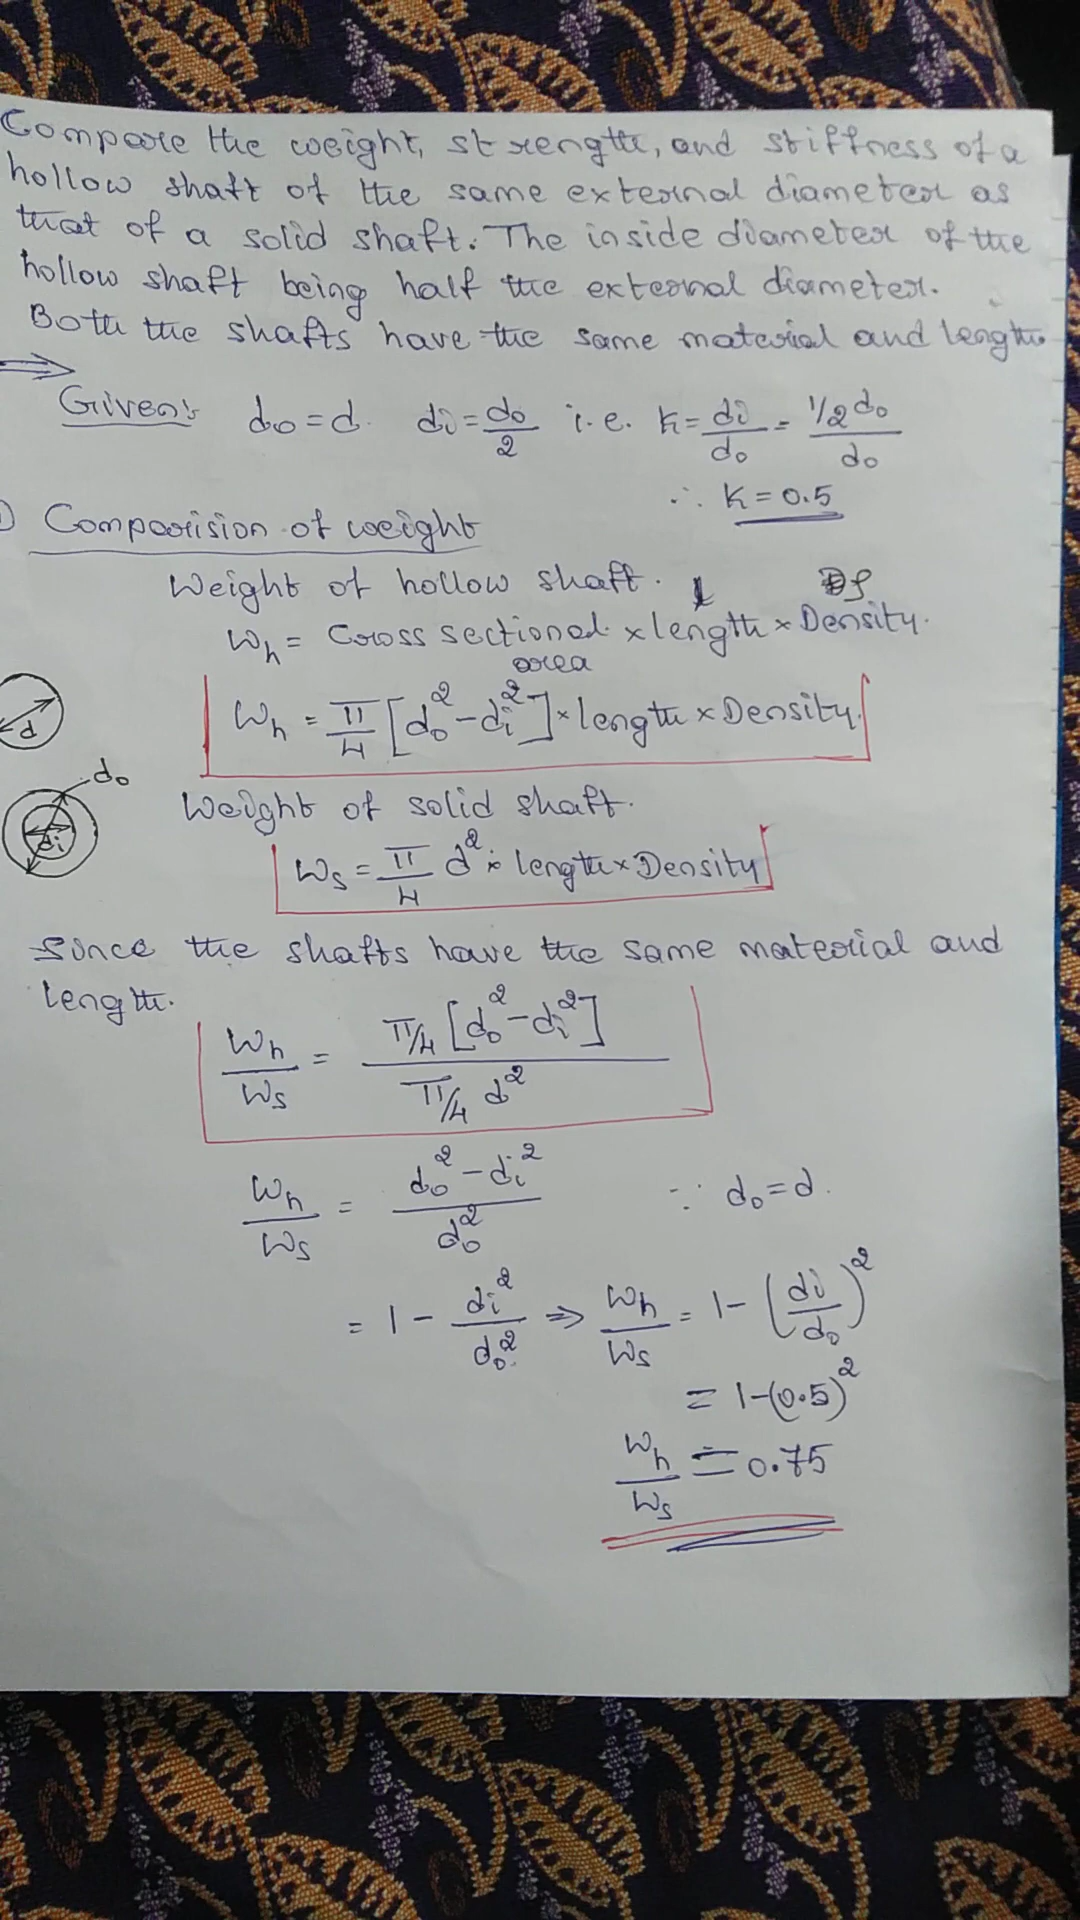 Compare the weight, strength, and stiffness of a
hollow shaft of the same external diameter as
that of a solid shaft. The inside diameter of the
hollow shaft being half the external diameter.
Both the shafts have the same material and length.
⇒
Given:- do = d. di = do/2 i.e. K = di/do = 1/2 do/do
∴ K = 0.5
1) Comparision of weight
Weight of hollow shaft.
Wh = Cross sectional area × length × Density.
Wh = π/4 [do² - di²] × length × Density.
d
do
di
Weight of solid shaft.
Ws = π/4 d² × length × Density
Since the shafts have the same material and
length.
Wh/Ws = π/4 [do² - di²] / π/4 d²
Wh/Ws = do² - di² / do² ∵ do = d.
= 1 - di²/do² ⇒ Wh/Ws = 1 - (di/do)²
= 1 - (0.5)²
Wh/Ws = 0.75